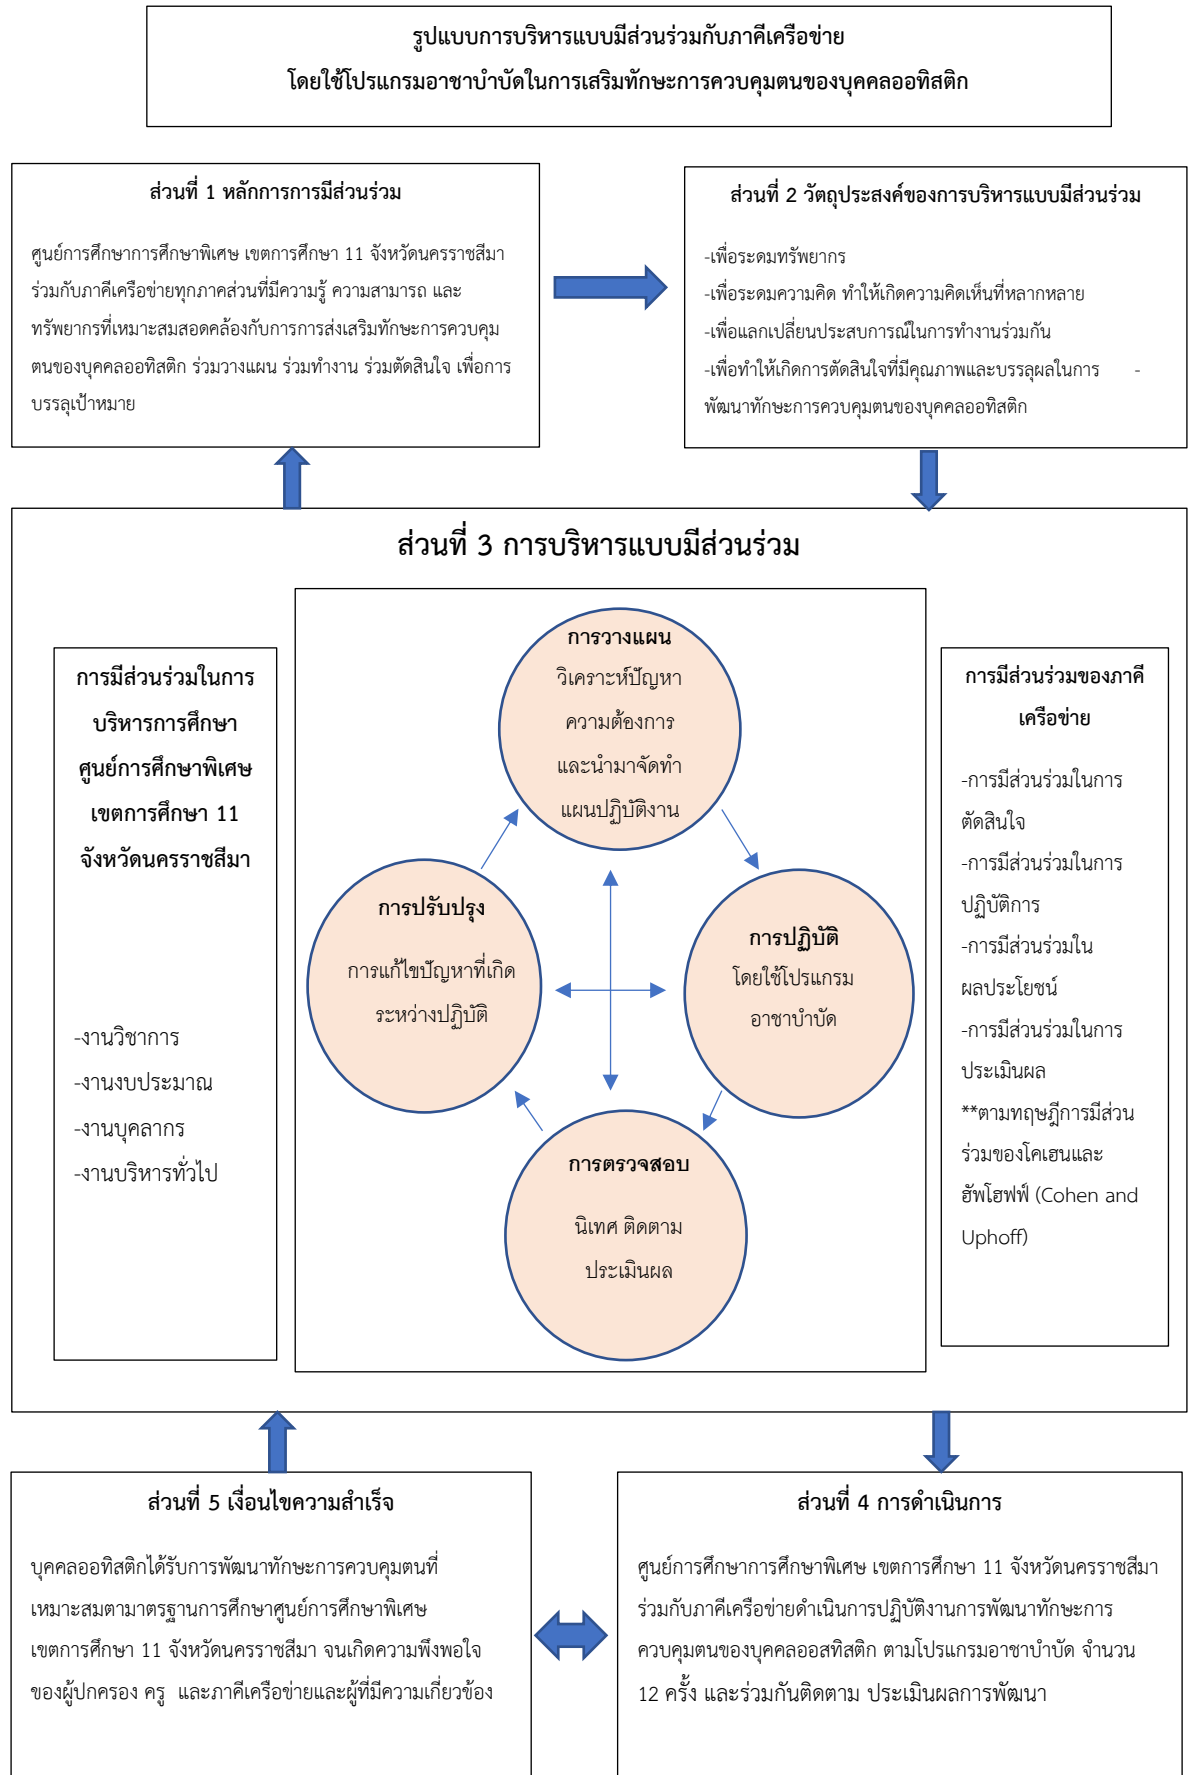 รูปแบบการบริหารแบบมีส่วนร่วมกับภาคีเครือข่าย
โดยใช้โปรแกรมอาชาบำบัดในการเสริมทักษะการควบคุมตนของบุคคลออทิสติก
ส่วนที่ 1 หลักการการมีส่วนร่วม
ศูนย์การศึกษาการศึกษาพิเศษ เขตการศึกษา 11 จังหวัดนครราชสีมา
ร่วมกับภาคีเครือข่ายทุกภาคส่วนที่มีความรู้ ความสามารถ และ
ทรัพยากรที่เหมาะสมสอดคล้องกับการการส่งเสริมทักษะการควบคุม
ตนของบุคคลออทิสติก ร่วมวางแผน ร่วมทำงาน ร่วมตัดสินใจ เพื่อการ
บรรลุเป้าหมาย
ส่วนที่ 2 วัตถุประสงค์ของการบริหารแบบมีส่วนร่วม
-เพื่อระดมทรัพยากร
-เพื่อระดมความคิด ทำให้เกิดความคิดเห็นที่หลากหลาย
-เพื่อแลกเปลี่ยนประสบการณ์ในการทำงานร่วมกัน
-เพื่อทำให้เกิดการตัดสินใจที่มีคุณภาพและบรรลุผลในการ -
พัฒนาทักษะการควบคุมตนของบุคคลออทิสติก
ส่วนที่ 3 การบริหารแบบมีส่วนร่วม
การมีส่วนร่วมในการ
บริหารการศึกษา
ศูนย์การศึกษาพิเศษ
เขตการศึกษา 11
จังหวัดนครราชสีมา
-งานวิชาการ
-งานงบประมาณ
-งานบุคลากร
-งานบริหารทั่วไป
การวางแผน
วิเคราะห์ปัญหา
ความต้องการ
และนำมาจัดทำ
แผนปฏิบัติงาน
การปรับปรุง
การแก้ไขปัญหาที่เกิด
ระหว่างปฏิบัติ
การปฏิบัติ
โดยใช้โปรแกรม
อาชาบำบัด
การตรวจสอบ
นิเทศ ติดตาม
ประเมินผล
การมีส่วนร่วมของภาคี
เครือข่าย
-การมีส่วนร่วมในการ
ตัดสินใจ
-การมีส่วนร่วมในการ
ปฏิบัติการ
-การมีส่วนร่วมใน
ผลประโยชน์
-การมีส่วนร่วมในการ
ประเมินผล
**ตามทฤษฎีการมีส่วน
ร่วมของโคเฮนและ
ฮัพโฮฟฟ์ (Cohen and
Uphoff)
ส่วนที่ 5 เงื่อนไขความสำเร็จ
บุคคลออทิสติกได้รับการพัฒนาทักษะการควบคุมตนที่
เหมาะสมตามาตรฐานการศึกษาศูนย์การศึกษาพิเศษ
เขตการศึกษา 11 จังหวัดนครราชสีมา จนเกิดความพึงพอใจ
ของผู้ปกครอง ครู และภาคีเครือข่ายและผู้ที่มีความเกี่ยวข้อง
ส่วนที่ 4 การดำเนินการ
ศูนย์การศึกษาการศึกษาพิเศษ เขตการศึกษา 11 จังหวัดนครราชสีมา
ร่วมกับภาคีเครือข่ายดำเนินการปฏิบัติงานการพัฒนาทักษะการ
ควบคุมตนของบุคคลออสทิสติก ตามโปรแกรมอาชาบำบัด จำนวน
12 ครั้ง และร่วมกันติดตาม ประเมินผลการพัฒนา